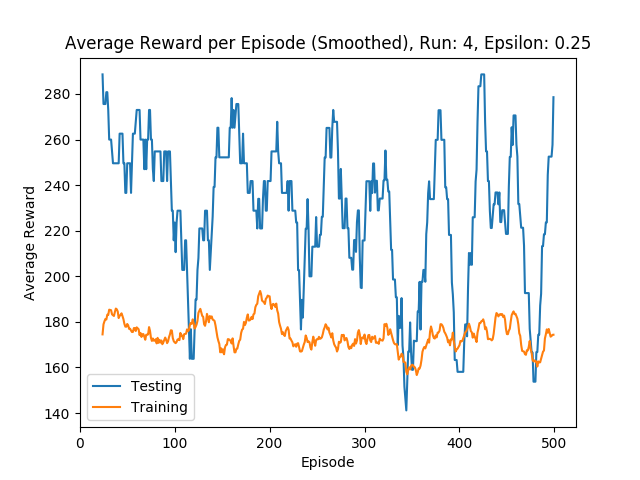 Average Reward per Episode (Smoothed), Run: 4, Epsilon: 0.25
280
260
240
220
200
180
160
140
Average Reward
Testing
Training
0 100 200 300 400 500
Episode